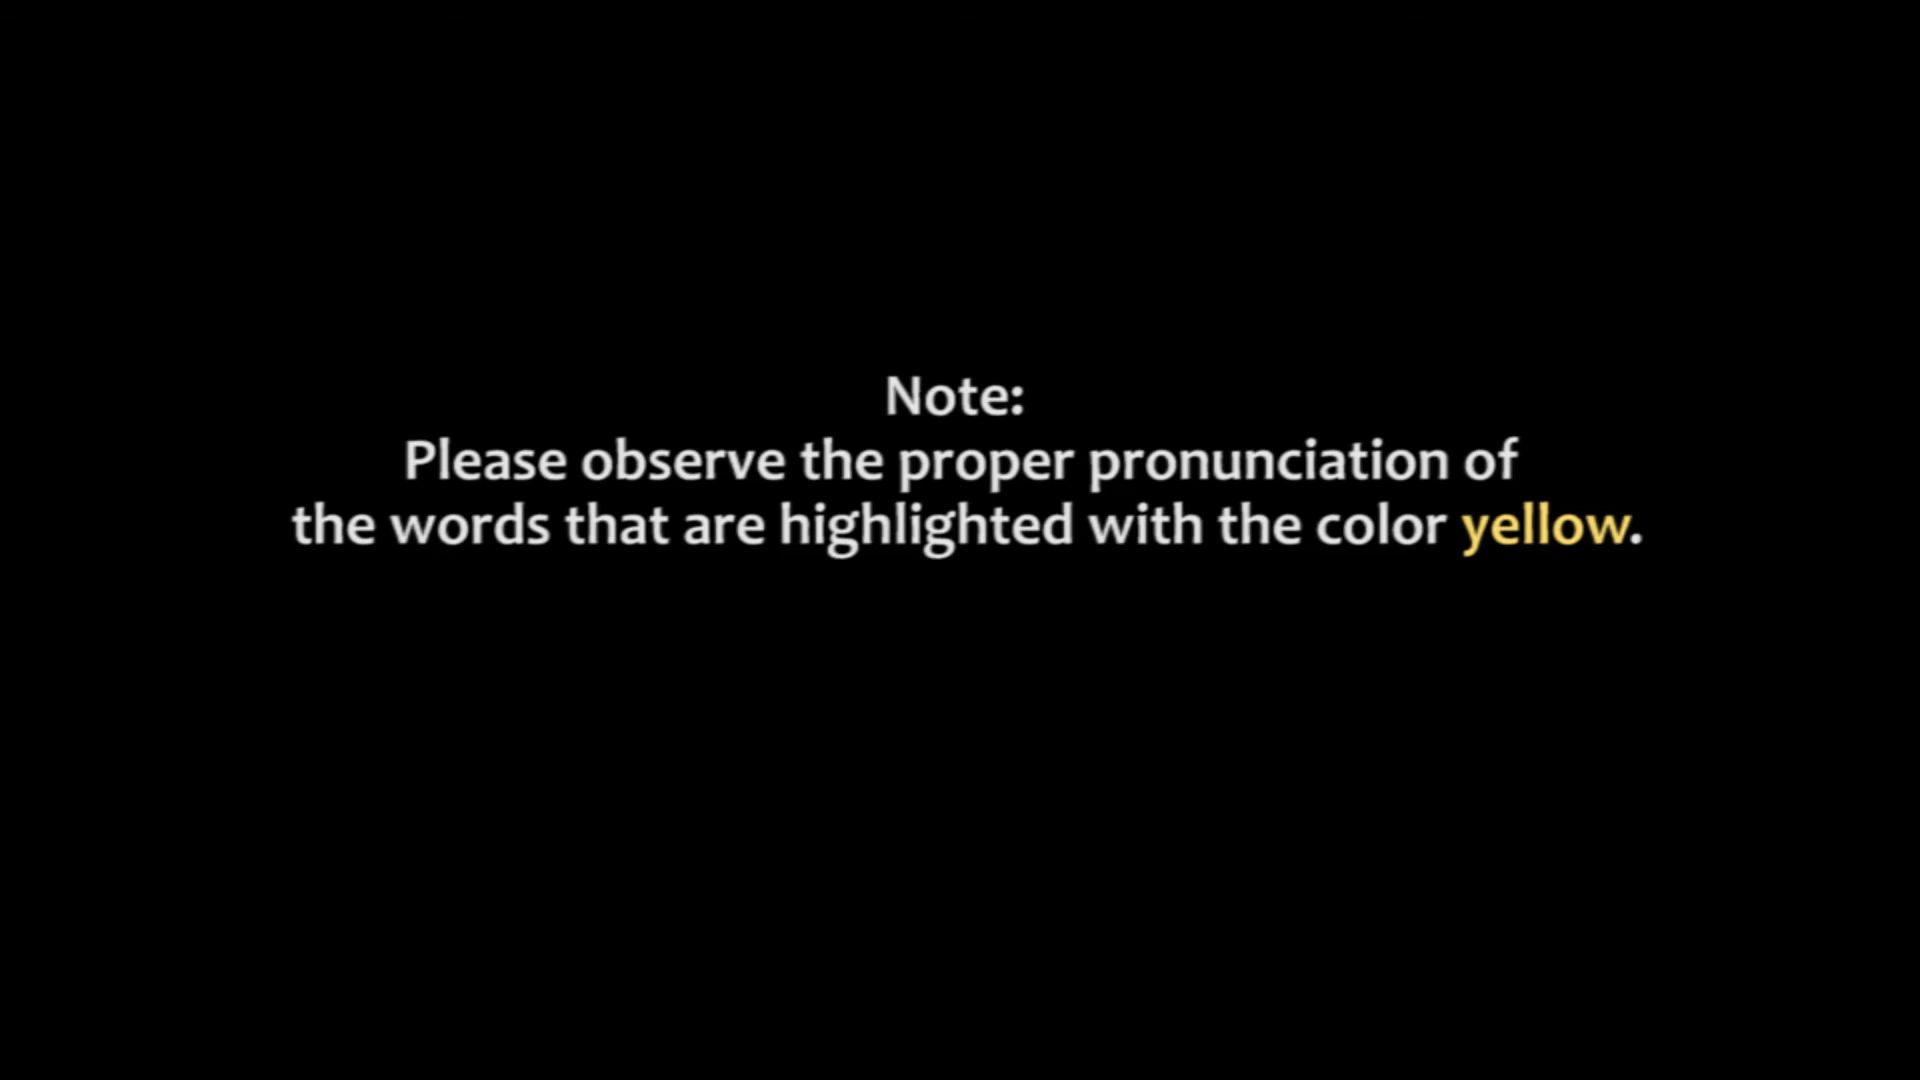 Note:
Please observe the proper pronunciation of
the words that are highlighted with the color yellow.